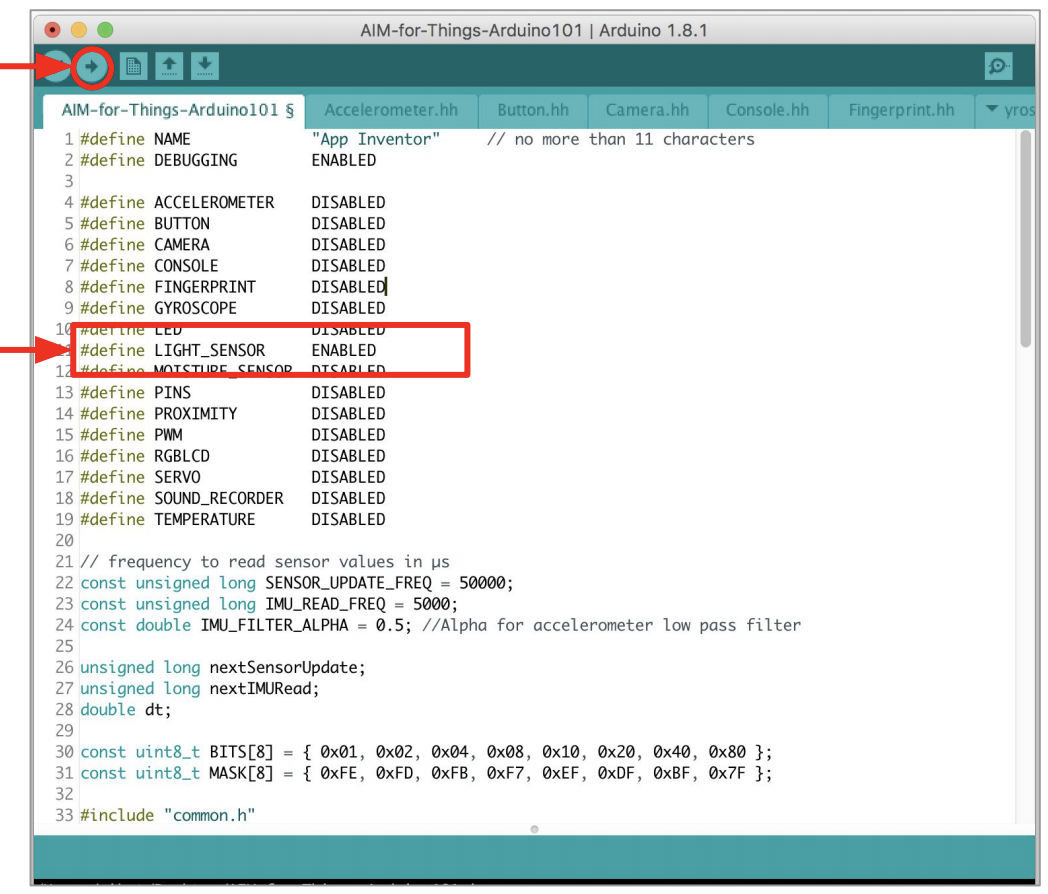 AIM-for-Things-Arduino101 | Arduino 1.8.1
AIM-for-Things-Arduino101 § Accelerometer.hh Button.hh Camera.hh Console.hh Fingerprint.hh yros
1 #define NAME "App Inventor" // no more than 11 characters
2 #define DEBUGGING ENABLED
3
4 #define ACCELEROMETER DISABLED
5 #define BUTTON DISABLED
6 #define CAMERA DISABLED
7 #define CONSOLE DISABLED
8 #define FINGERPRINT DISABLED
9 #define GYROSCOPE DISABLED
10 #define LED DISABLED
11 #define LIGHT_SENSOR ENABLED
12 #define MOISTURE_SENSOR DISABLED
13 #define PINS DISABLED
14 #define PROXIMITY DISABLED
15 #define PWM DISABLED
16 #define RGBLCD DISABLED
17 #define SERVO DISABLED
18 #define SOUND_RECORDER DISABLED
19 #define TEMPERATURE DISABLED
20
21 // frequency to read sensor values in µs
22 const unsigned long SENSOR_UPDATE_FREQ = 50000;
23 const unsigned long IMU_READ_FREQ = 5000;
24 const double IMU_FILTER_ALPHA = 0.5; //Alpha for accelerometer low pass filter
25
26 unsigned long nextSensorUpdate;
27 unsigned long nextIMURead;
28 double dt;
29
30 const uint8_t BITS[8] = { 0x01, 0x02, 0x04, 0x08, 0x10, 0x20, 0x40, 0x80 };
31 const uint8_t MASK[8] = { 0xFE, 0xFD, 0xFB, 0xF7, 0xEF, 0xDF, 0xBF, 0x7F };
32
33 #include "common.h"